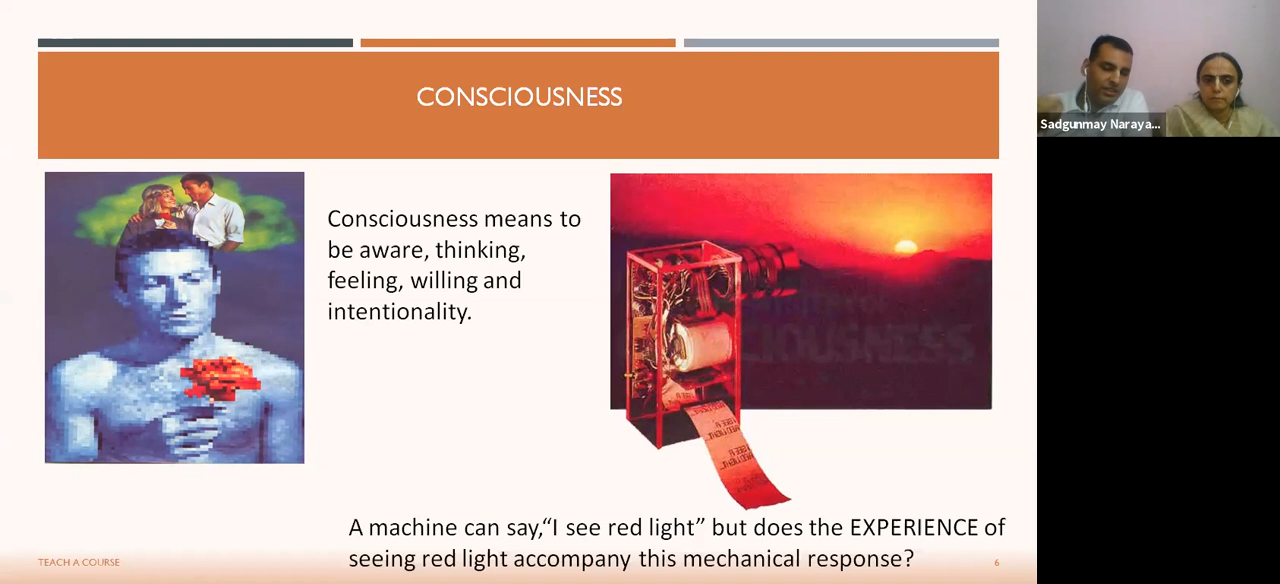 CONSCIOUSNESS
Consciousness means to
be aware, thinking,
feeling, willing and
intentionality.
CIOUSNESS
A machine can say,“I see red light” but does the EXPERIENCE of
seeing red light accompany this mechanical response?
TEACH A COURSE
6
Sadgunmay Naraya...